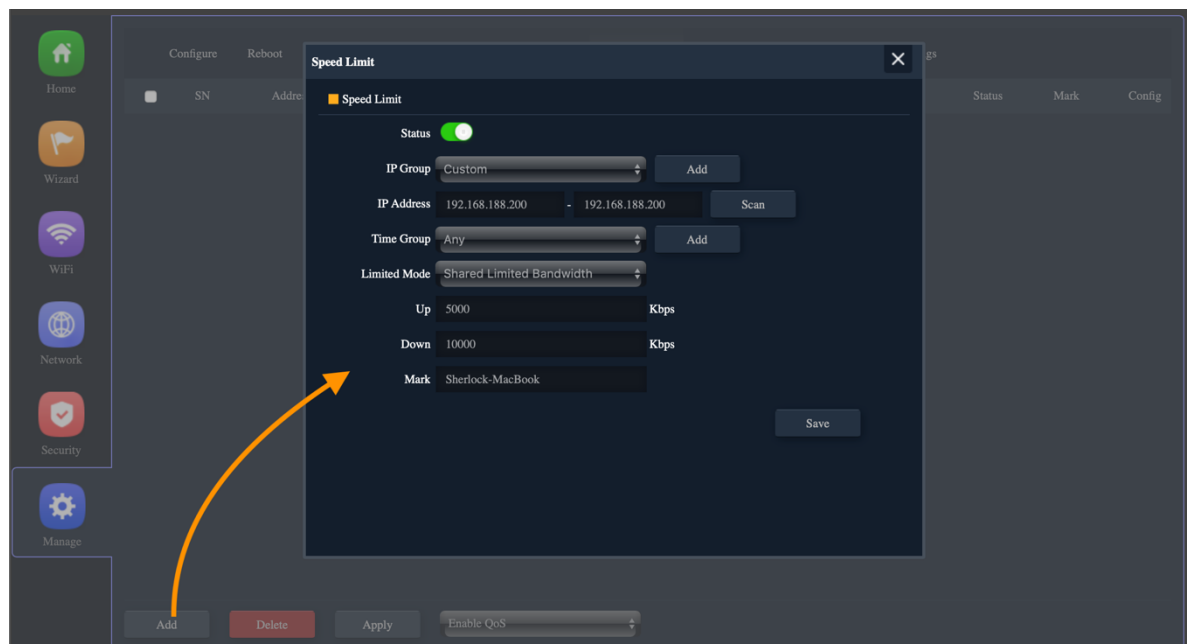 Home
Wizard
WiFi
Network
Security
Manage
Configure Reboot gs
SN Addre Status Mark Config
Speed Limit
Speed Limit
Status
IP Group Custom Add
IP Address 192.168.188.200 - 192.168.188.200 Scan
Time Group Any Add
Limited Mode Shared Limited Bandwidth
Up 5000 Kbps
Down 10000 Kbps
Mark Sherlock-MacBook
Save
Add Delete Apply Enable QoS